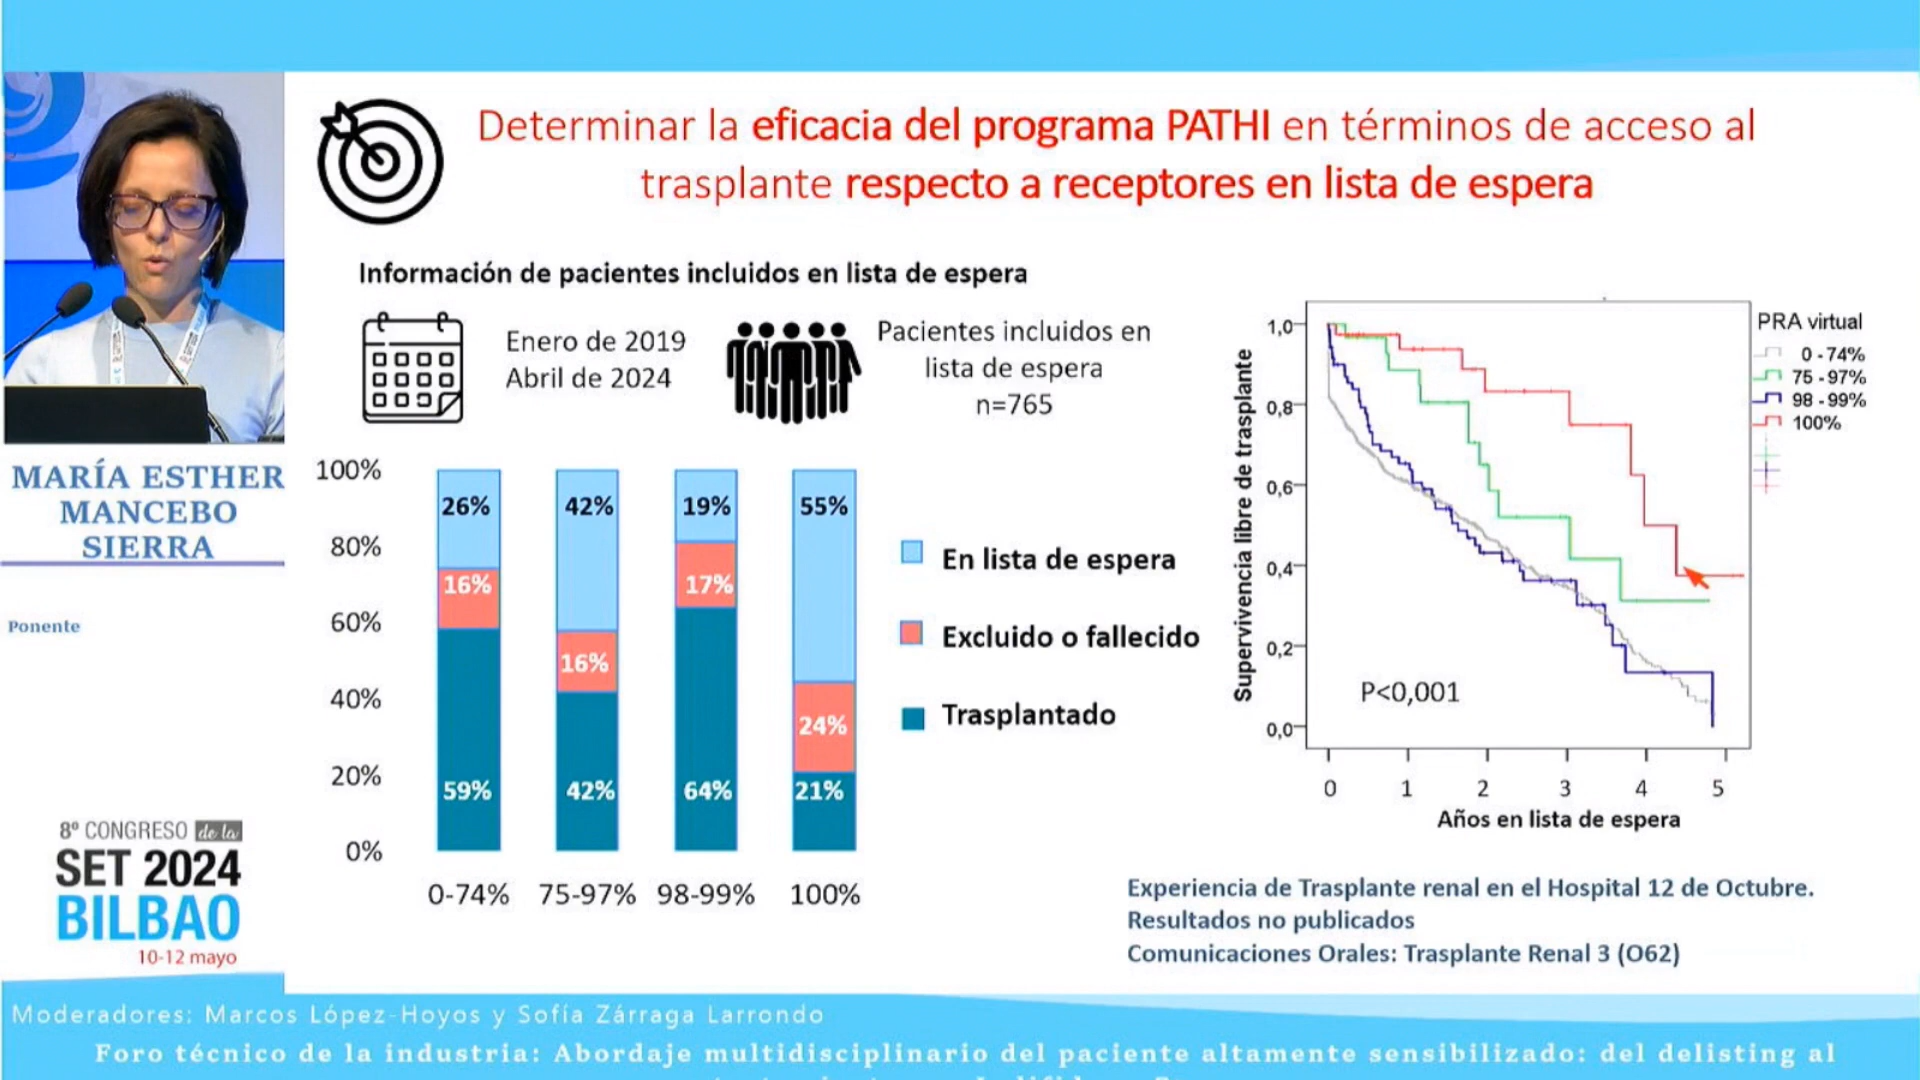 Determinar la eficacia del programa PATHI en términos de acceso al
trasplante respecto a receptores en lista de espera
Información de pacientes incluidos en lista de espera
Enero de 2019
Abril de 2024
Pacientes incluidos en
lista de espera
n=765
100%
80%
60%
40%
20%
0%
26%
16%
59%
42%
16%
42%
19%
17%
64%
55%
24%
21%
0-74%
75-97%
98-99%
100%
En lista de espera
Excluido o fallecido
Trasplantado
Supervivencia libre de trasplante
1,0
0,8
0,6
0,4
0,2
0,0
P<0,001
0
1
2
3
4
5
Años en lista de espera
PRA virtual
0 - 74%
75 - 97%
98 - 99%
100%
Experiencia de Trasplante renal en el Hospital 12 de Octubre.
Resultados no publicados
Comunicaciones Orales: Trasplante Renal 3 (O62)
MARÍA ESTHER
MANCEBO
SIERRA
Ponente
8º CONGRESO de la
SET 2024
BILBAO
10-12 mayo
Moderadores: Marcos López-Hoyos y Sofía Zárraga Larrondo
Foro técnico de la industria: Abordaje multidisciplinario del paciente altamente sensibilizado: del delisting al